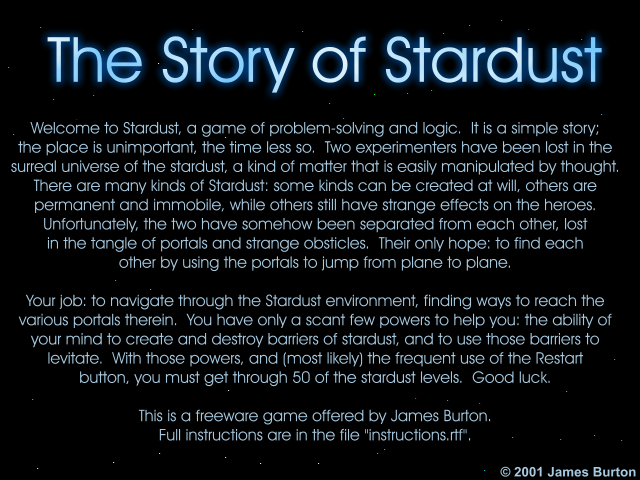 The Story of Stardust
Welcome to Stardust, a game of problem-solving and logic.  It is a simple story;
the place is unimportant, the time less so.  Two experimenters have been lost in the
surreal universe of the stardust, a kind of matter that is easily manipulated by thought.
There are many kinds of Stardust: some kinds can be created at will, others are
permanent and immobile, while others still have strange effects on the heroes.
Unfortunately, the two have somehow been separated from each other, lost
in the tangle of portals and strange obsticles.  Their only hope: to find each
other by using the portals to jump from plane to plane.
Your job: to navigate through the Stardust environment, finding ways to reach the
various portals therein.  You have only a scant few powers to help you: the ability of
your mind to create and destroy barriers of stardust, and to use those barriers to
levitate.  With those powers, and (most likely) the frequent use of the Restart
button, you must get through 50 of the stardust levels.  Good luck.
This is a freeware game offered by James Burton.
Full instructions are in the file "instructions.rtf".
© 2001 James Burton